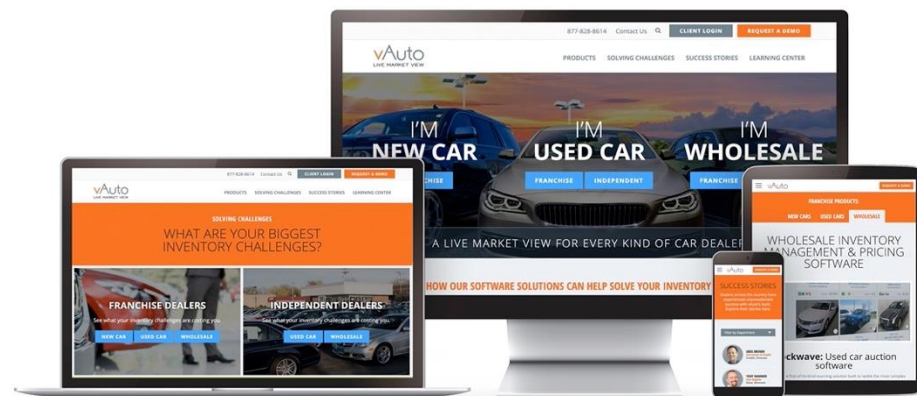 877-828-8614 Contact Us CLIENT LOGIN REQUEST A DEMO
vAuto
LIVE MARKET VIEW
PRODUCTS SOLVING CHALLENGES SUCCESS STORIES LEARNING CENTER
I'M NEW CAR
I'M USED CAR
I'M WHOLESALE
CHISE
FRANCHISE INDEPENDENT
FRANCHISE
A LIVE MARKET VIEW FOR EVERY KIND OF CAR DEALER
HOW OUR SOFTWARE SOLUTIONS CAN HELP SOLVE YOUR INVENTORY
877-828-8614 Contact Us CLIENT LOGIN REQUEST A DEMO
vAuto
LIVE MARKET VIEW
PRODUCTS SOLVING CHALLENGES SUCCESS STORIES LEARNING CENTER
SOLVING CHALLENGES
WHAT ARE YOUR BIGGEST
INVENTORY CHALLENGES?
FRANCHISE DEALERS
See what your inventory challenges are costing you.
NEW CAR USED CAR WHOLESALE
INDEPENDENT DEALERS
See what your inventory challenges are costing you.
USED CAR WHOLESALE
vAuto REQUEST A DEMO
SUCCESS STORIES
Filter by Department
vAuto REQUEST A DEMO
FRANCHISE PRODUCTS
NEW CARS USED CARS WHOLESALE
WHOLESALE INVENTORY
MANAGEMENT & PRICING
SOFTWARE
ckwave: Used car auction
software